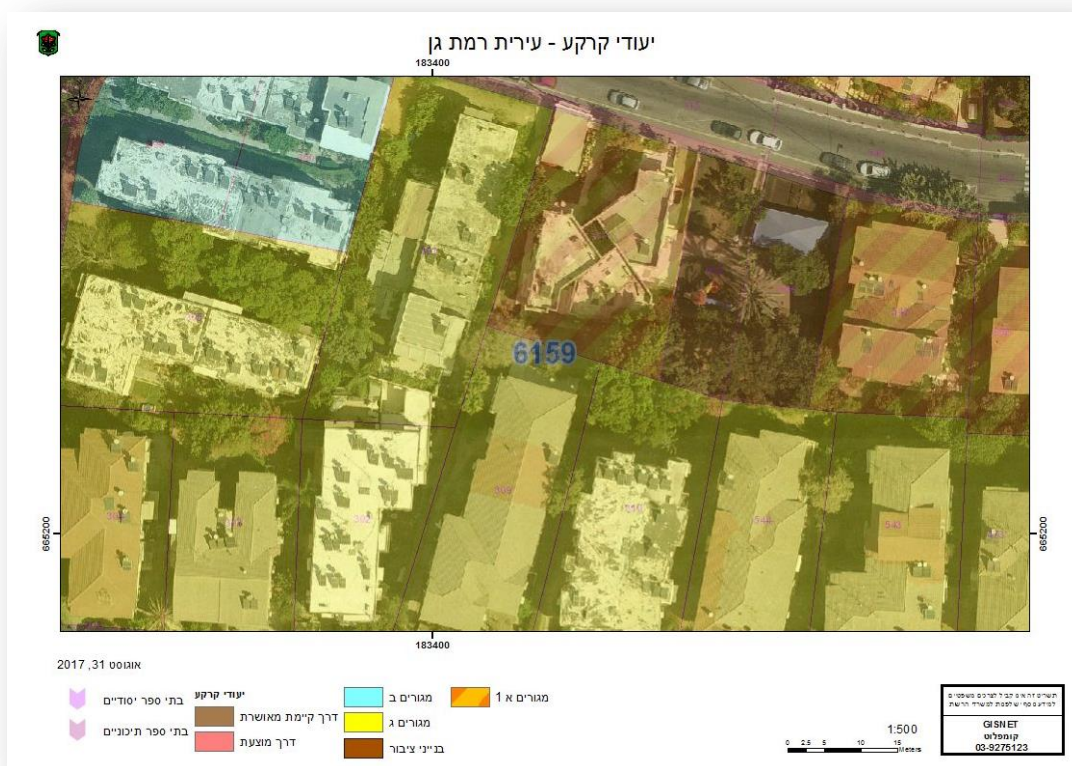 יעודי קרקע - עירית רמת גן
183400
6159
665200
665200
183400
אוגוסט 31, 2017
בתי ספר יסודיים
בתי ספר תיכוניים
יעודי קרקע
דרך קיימת מאושרת
דרך מוצעת
מגורים ב
מגורים ג
בנייני ציבור
מגורים א 1
1:500
0 2.5 5 10 15
Meters
GISNET
קומפלוט
03-9275123